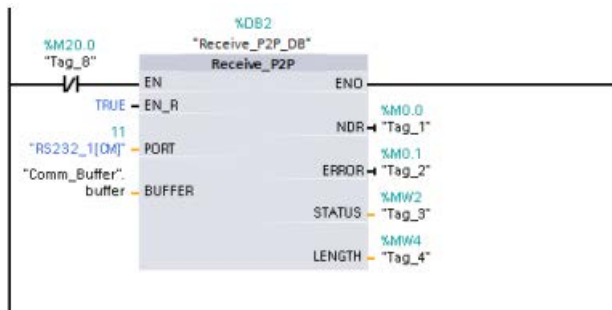 %DB2
"Receive_P2P_DB"
%M20.0
"Tag_8"
Receive_P2P
EN
ENO
TRUE
EN_R
%M0.0
NDR
"Tag_1"
11
"RS232_1[CM]"
PORT
%M0.1
ERROR
"Tag_2"
"Comm_Buffer".
buffer
BUFFER
%MW2
STATUS
"Tag_3"
%MW4
LENGTH
"Tag_4"